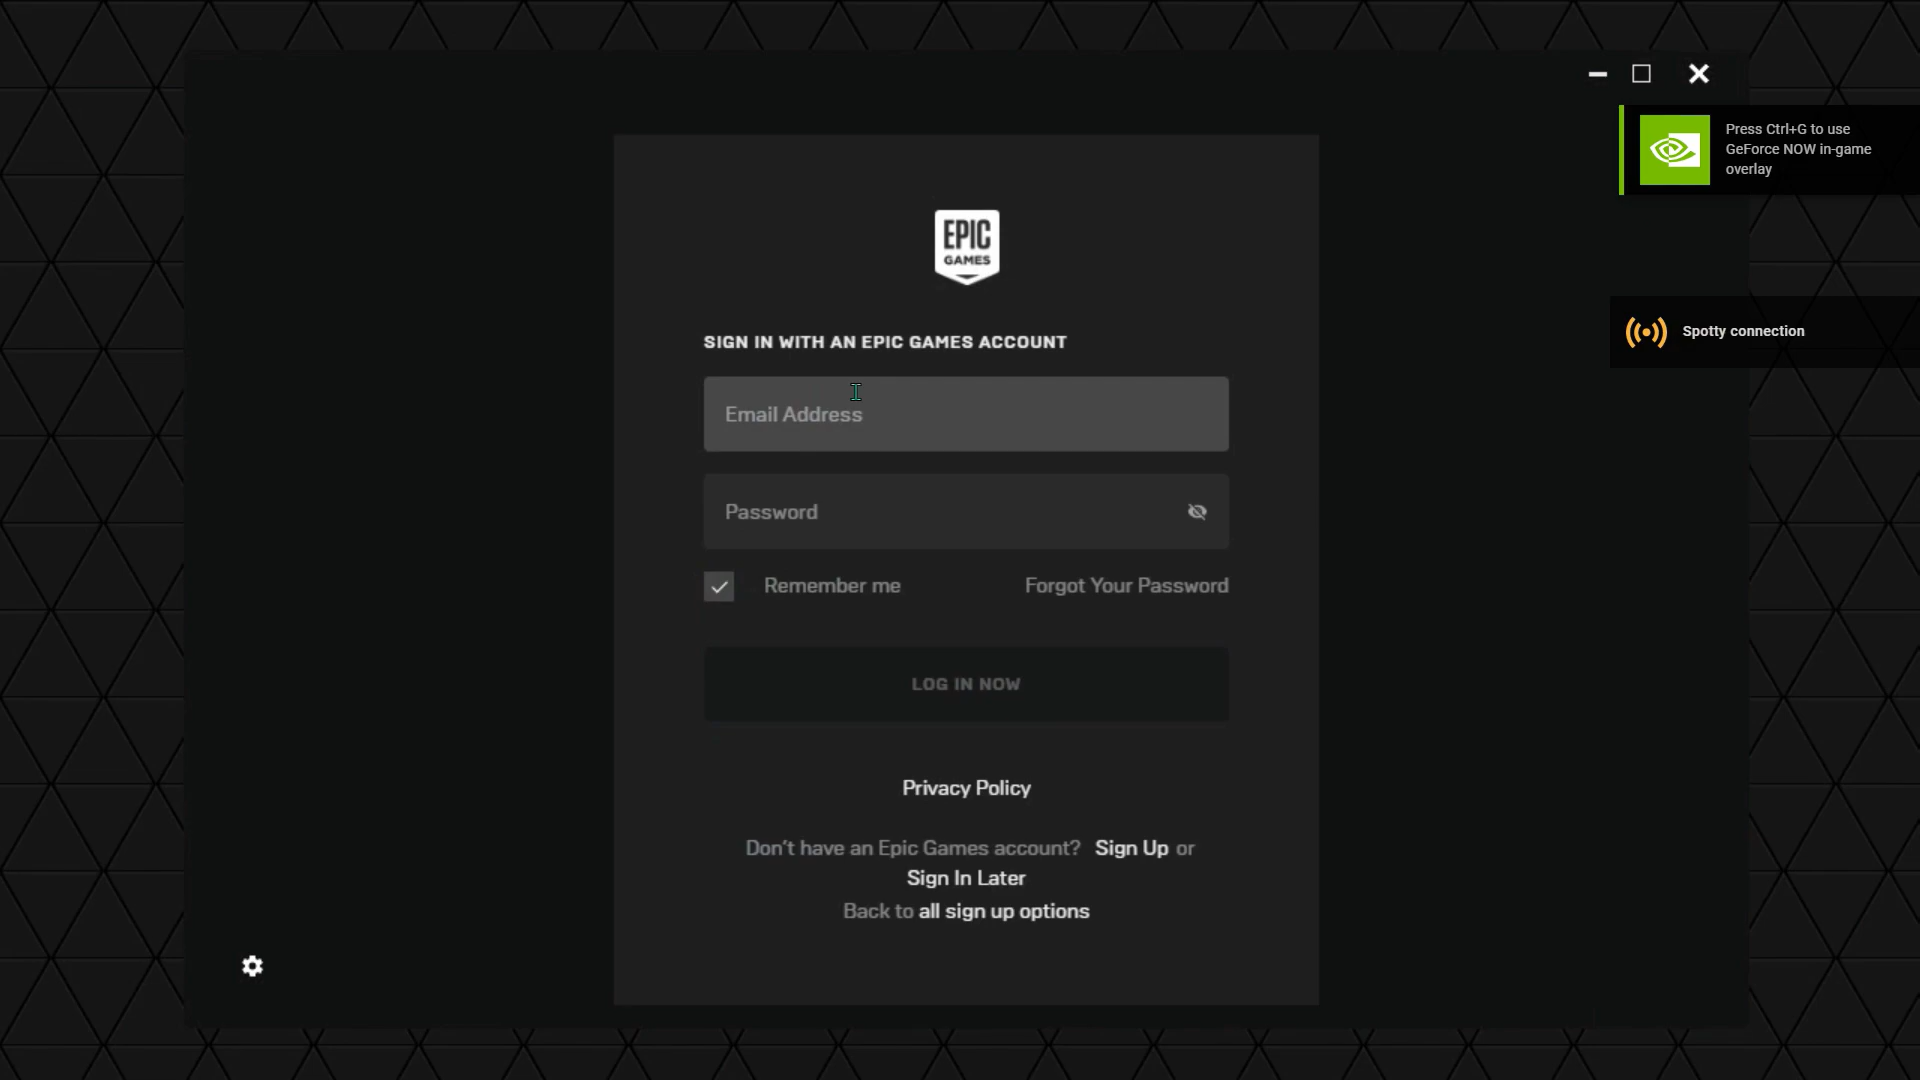 Press Ctrl+G to use
GeForce NOW in-game
overlay
EPIC
GAMES
Spotty connection
SIGN IN WITH AN EPIC GAMES ACCOUNT
Email Address
Password
Remember me
Forgot Your Password
LOG IN NOW
Privacy Policy
Don't have an Epic Games account? Sign Up or
Sign In Later
Back to all sign up options